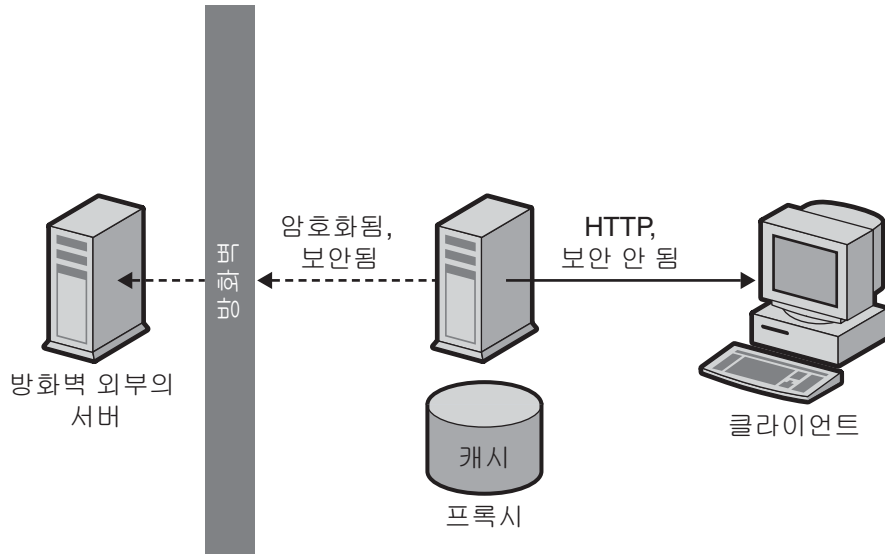 방화벽
암호화됨,
보안됨
HTTP,
보안 안 됨
방화벽 외부의
서버
클라이언트
캐시
프록시